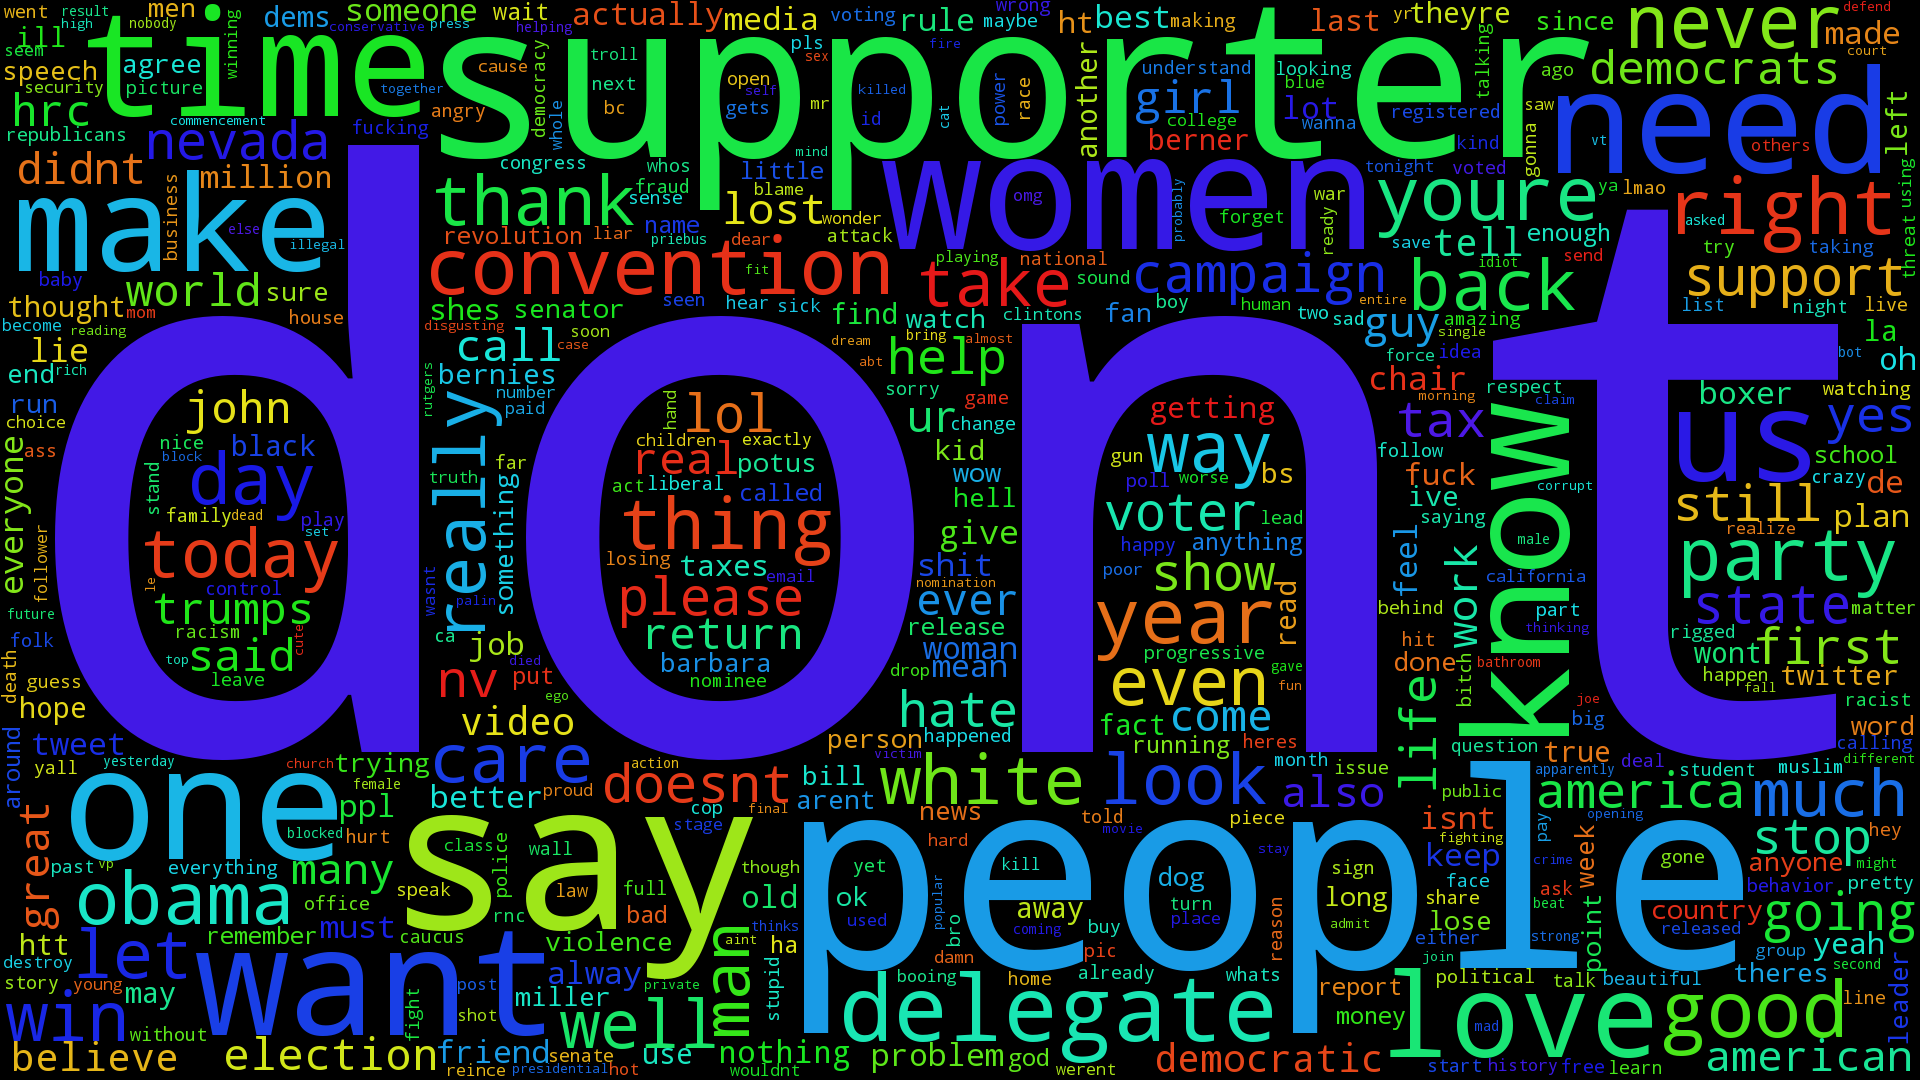 dont
time
supporter
never
need
women
make
convention
thank
campaign
youre
right
support
back
take
democrats
people
say
one
want
know
us
party
state
first
still
love
good
delegate
american
america
much
stop
going
great
obama
let
win
believe
election
friend
well
man
nothing
problem
democratic
white
look
also
life
care
doesnt
really
thing
please
return
taxes
real
lol
potus
today
day
john
black
trumps
said
year
even
voter
way
show
getting
come
fact
hate
help
call
world
thought
lie
million
didnt
nevada
hrc
speech
agree
picture
republicans
security
ill
went
men
dems
someone
wait
actually
media
rule
maybe
ht
best
making
last
yr
theyre
since
made
defend
court
left
using
threat
result
high
nobody
conservative
press
helping
voting
wrong
seem
winning
together
commencement
fucking
angry
cause
democracy
whole
troll
next
bc
open
gets
self
pls
sex
mr
killed
id
cat
fire
power
race
another
understand
girl
college
berner
looking
blue
lot
wanna
registered
talking
ago
saw
kind
tonight
voted
gonna
vt
others
ya
lmao
congress
whos
fraud
sense
little
mind
blame
lost
wonder
attack
name
priebus
dear
revolution
liar
fit
omg
probably
forget
war
ready
save
tell
enough
idiot
send
asked
try
taking
list
night
live
la
oh
bot
business
else
illegal
baby
sure
house
mom
become
reading
end
rich
run
choice
ass
everyone
shes
senator
seen
hear
sick
find
watch
playing
national
sound
clintons
fan
boy
human
two
sad
entire
guy
amazing
single
force
idea
disgusting
soon
case
bernies
number
paid
rutgers
dream
abt
bring
almost
sorry
game
ur
change
kid
wow
hell
give
shit
nomination
ever
release
woman
mean
drop
chair
morning
respect
claim
tax
follow
fuck
corrupt
ive
saying
feel
work
male
california
part
thinking
behind
hit
done
bathroom
bitch
joe
big
question
true
apparently
boxer
watching
yes
school
crazy
de
plan
realize
matter
rigged
wont
happen
fall
twitter
racist
word
calling
different
nice
block
stand
family
dead
play
set
control
le
racism
cute
top
leave
hand
children
exactly
act
liberal
called
losing
email
barbara
nominee
gun
poll
worse
bs
lead
happy
anything
poor
read
progressive
gave
fun
running
heres
truth
far
something
wasnt
palin
ca
job
nv
put
died
ego
video
person
happened
follower
future
folk
death
guess
hope
around
tweet
yall
yesterday
church
trying
female
ppl
blocked
hurt
past
vp
everything
many
office
remember
must
htt
destroy
story
young
may
without
better
proud
action
cop
stage
final
class
wall
police
speak
law
full
bad
rnc
caucus
violence
alway
private
post
miller
shot
fight
senate
reince
presidential
hot
use
wouldnt
victim
bill
arent
news
told
movie
month
issue
piece
public
isnt
fighting
keep
hard
stay
though
yet
ok
old
used
thinks
aint
ha
stupid
popular
bro
damn
booing
kill
away
coming
buy
pic
home
already
god
werent
dog
turn
place
reason
whats
sign
long
admit
report
money
face
share
lose
either
join
political
talk
start
mad
history
free
learn
deal
student
muslim
opening
pay
crime
week
ask
beat
strong
point
gone
anyone
might
hey
behavior
pretty
country
released
group
yeah
second
beautiful
theres
line
leader